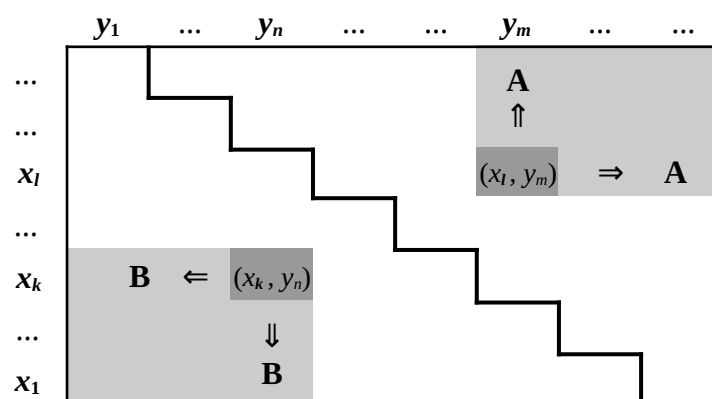 y₁ ... yₙ ... ... yₘ ... ...
... A
... ⇑
xₗ (xₗ, yₘ) ⇒ A
...
xₖ B ⇐ (xₖ, yₙ)
... ⇓
x₁ B